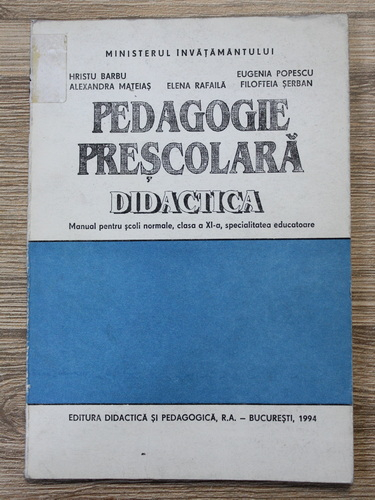 MINISTERUL ÎNVĂȚĂMÂNTULUI
HRISTU BARBU EUGENIA POPESCU
ALEXANDRA MATEIAȘ ELENA RAFAILĂ FILOFTEIA ȘERBAN
PEDAGOGIE
PREȘCOLARĂ
DIDACTICA
Manual pentru școli normale, clasa a XI-a, specialitatea educatoare
EDITURA DIDACTICĂ ȘI PEDAGOGICĂ, R.A. – BUCUREȘTI, 1994